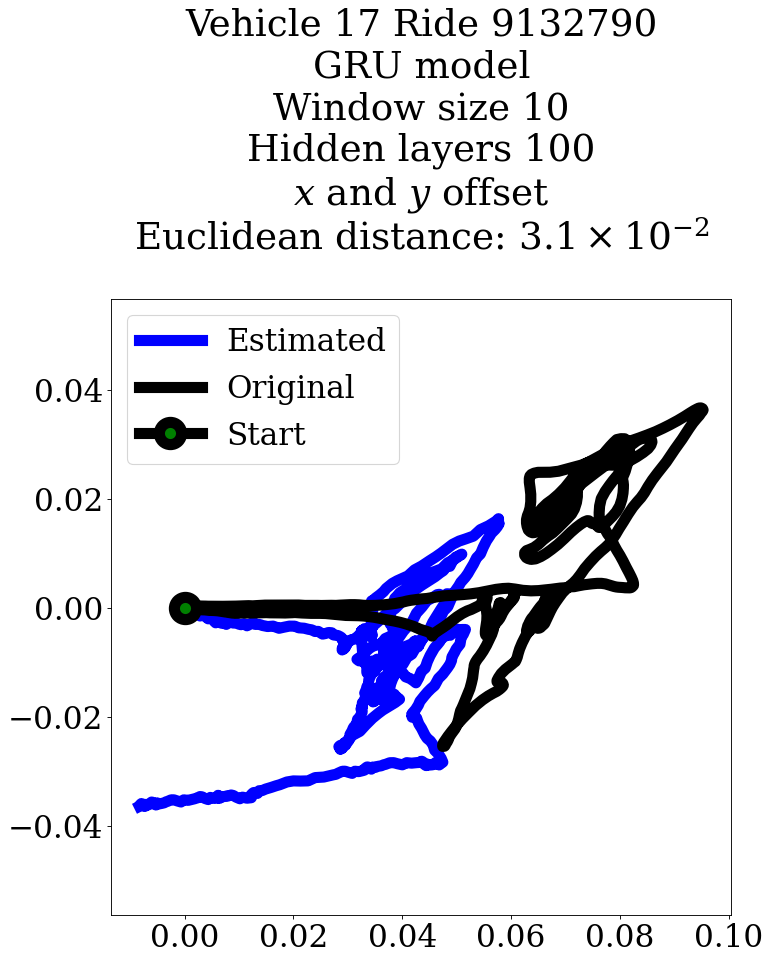 Vehicle 17 Ride 9132790
GRU model
Window size 10
Hidden layers 100
x and y offset
Euclidean distance: 3.1 × 10⁻²
Estimated
Original
Start
0.04
0.02
0.00
−0.02
−0.04
0.00 0.02 0.04 0.06 0.08 0.10